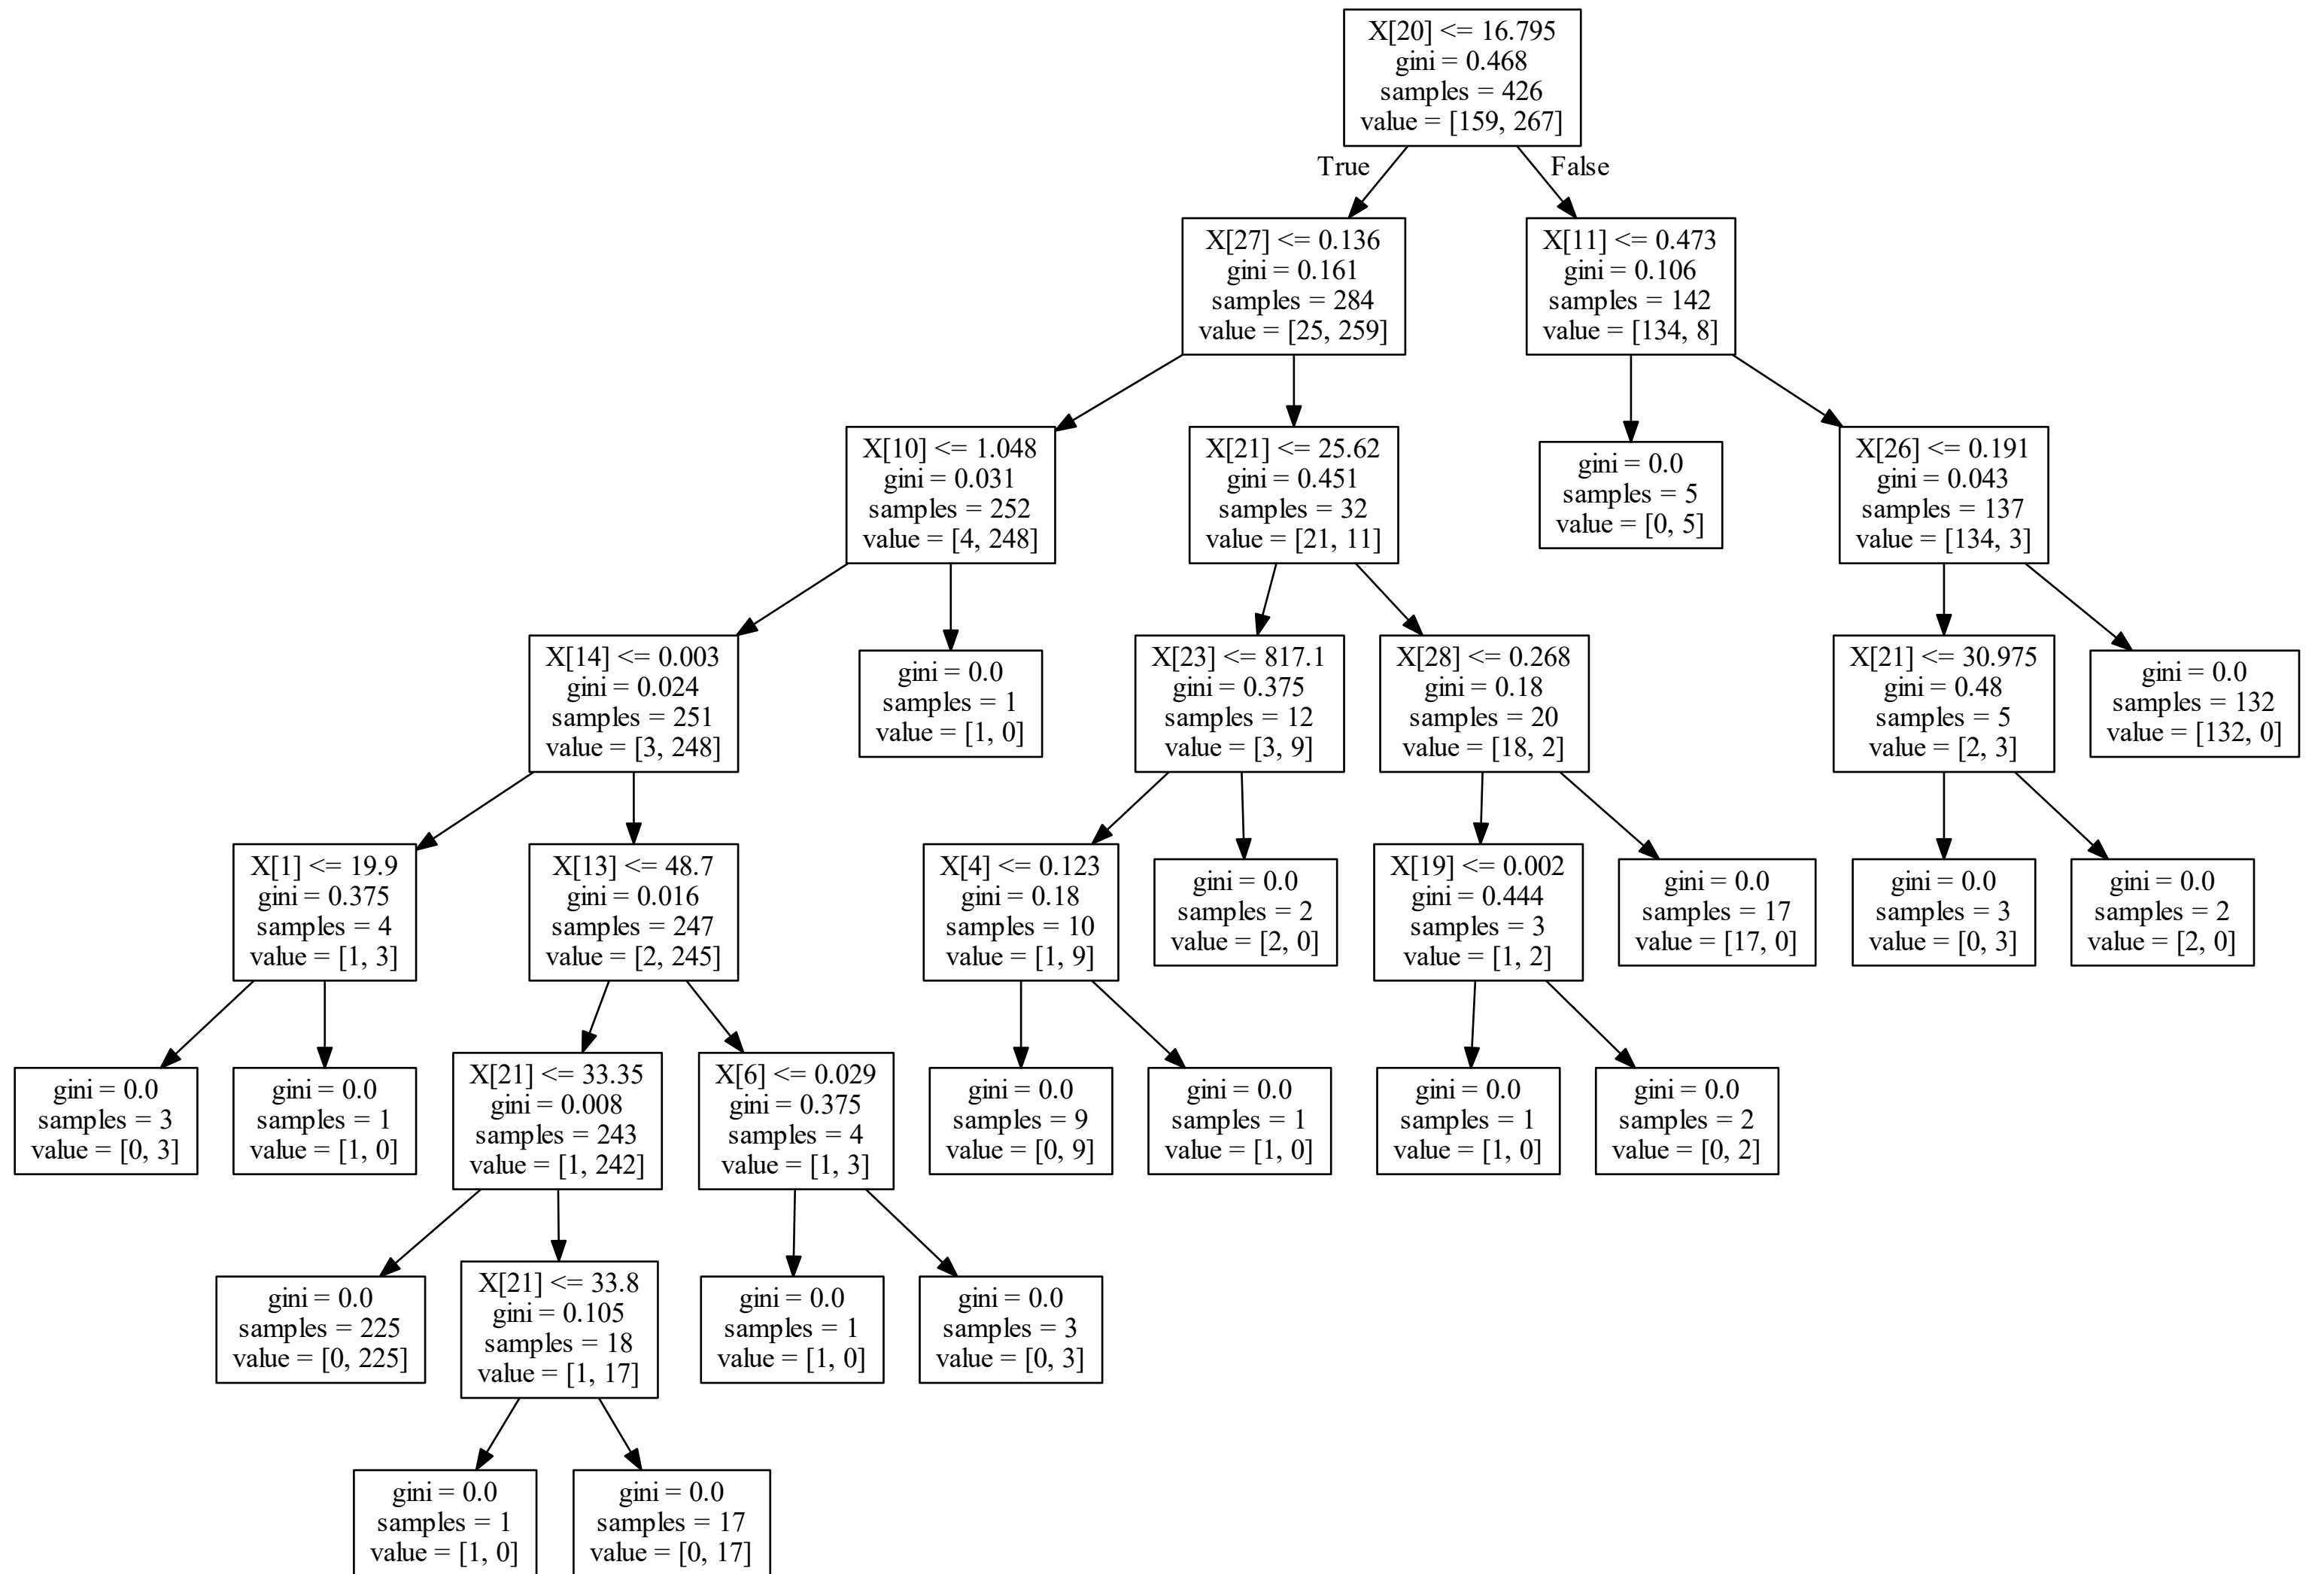 X[20] <= 16.795
gini = 0.468
samples = 426
value = [159, 267]
True
False
X[27] <= 0.136
gini = 0.161
samples = 284
value = [25, 259]
X[11] <= 0.473
gini = 0.106
samples = 142
value = [134, 8]
X[10] <= 1.048
gini = 0.031
samples = 252
value = [4, 248]
X[21] <= 25.62
gini = 0.451
samples = 32
value = [21, 11]
gini = 0.0
samples = 5
value = [0, 5]
X[26] <= 0.191
gini = 0.043
samples = 137
value = [134, 3]
X[14] <= 0.003
gini = 0.024
samples = 251
value = [3, 248]
gini = 0.0
samples = 1
value = [1, 0]
X[23] <= 817.1
gini = 0.375
samples = 12
value = [3, 9]
X[28] <= 0.268
gini = 0.18
samples = 20
value = [18, 2]
X[21] <= 30.975
gini = 0.48
samples = 5
value = [2, 3]
gini = 0.0
samples = 132
value = [132, 0]
X[1] <= 19.9
gini = 0.375
samples = 4
value = [1, 3]
X[13] <= 48.7
gini = 0.016
samples = 247
value = [2, 245]
X[4] <= 0.123
gini = 0.18
samples = 10
value = [1, 9]
gini = 0.0
samples = 2
value = [2, 0]
X[19] <= 0.002
gini = 0.444
samples = 3
value = [1, 2]
gini = 0.0
samples = 17
value = [17, 0]
gini = 0.0
samples = 3
value = [0, 3]
gini = 0.0
samples = 2
value = [2, 0]
gini = 0.0
samples = 3
value = [0, 3]
gini = 0.0
samples = 1
value = [1, 0]
X[21] <= 33.35
gini = 0.008
samples = 243
value = [1, 242]
X[6] <= 0.029
gini = 0.375
samples = 4
value = [1, 3]
gini = 0.0
samples = 9
value = [0, 9]
gini = 0.0
samples = 1
value = [1, 0]
gini = 0.0
samples = 1
value = [1, 0]
gini = 0.0
samples = 2
value = [0, 2]
gini = 0.0
samples = 225
value = [0, 225]
X[21] <= 33.8
gini = 0.105
samples = 18
value = [1, 17]
gini = 0.0
samples = 1
value = [1, 0]
gini = 0.0
samples = 3
value = [0, 3]
gini = 0.0
samples = 1
value = [1, 0]
gini = 0.0
samples = 17
value = [0, 17]